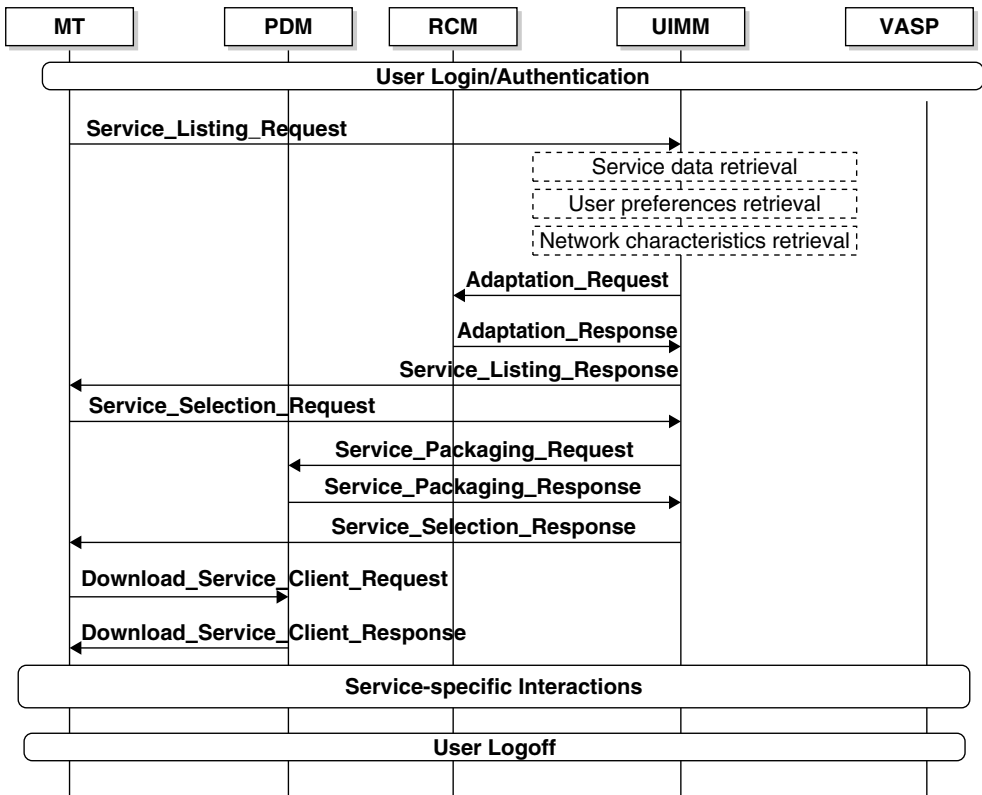 MT
PDM
RCM
UIMM
VASP
User Login/Authentication
Service_Listing_Request
Service data retrieval
User preferences retrieval
Network characteristics retrieval
Adaptation_Request
Adaptation_Response
Service_Listing_Response
Service_Selection_Request
Service_Packaging_Request
Service_Packaging_Response
Service_Selection_Response
Download_Service_Client_Request
Download_Service_Client_Response
Service-specific Interactions
User Logoff